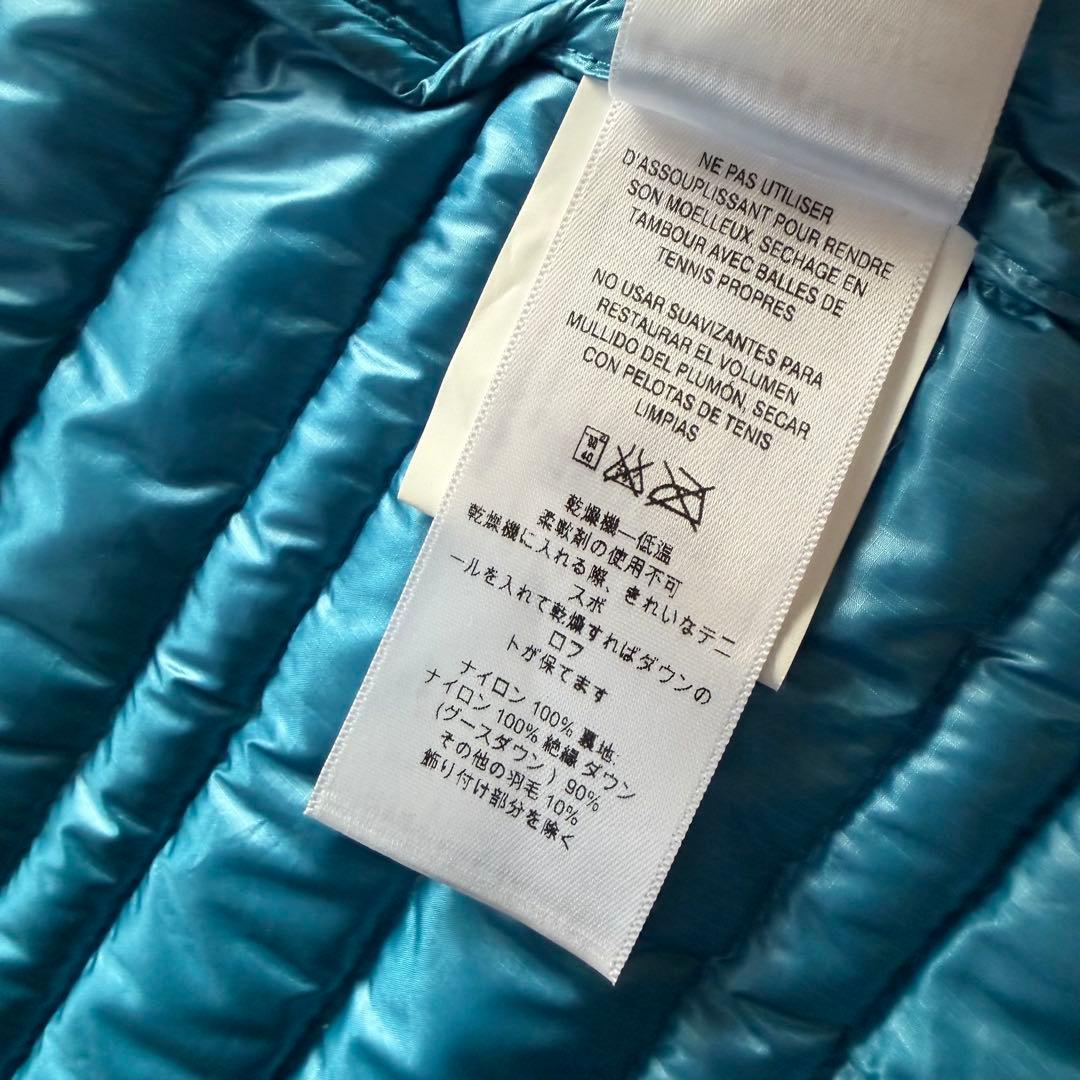 NE PAS UTILISER
D'ASSOUPLISSANT POUR RENDRE
SON MOELLEUX, SECHAGE EN
TAMBOUR AVEC BALLES DE
TENNIS PROPRES
NO USAR SUAVIZANTES PARA
RESTAURAR EL VOLUMEN
MULLIDO DEL PLUMÓN, SECAR
CON PELOTAS DE TENIS
LIMPIAS
40
乾燥機—低温
柔軟剤の使用不可
乾燥機に入れる際、きれいなテニ
スボ
ールを入れて乾燥すればダウンの
ロフ
トが保てます
ナイロン 100% 裏地:
ナイロン 100% 絶縁 ダウン
(グースダウン) 90%
その他の羽毛 10%
飾り付け部分を除く